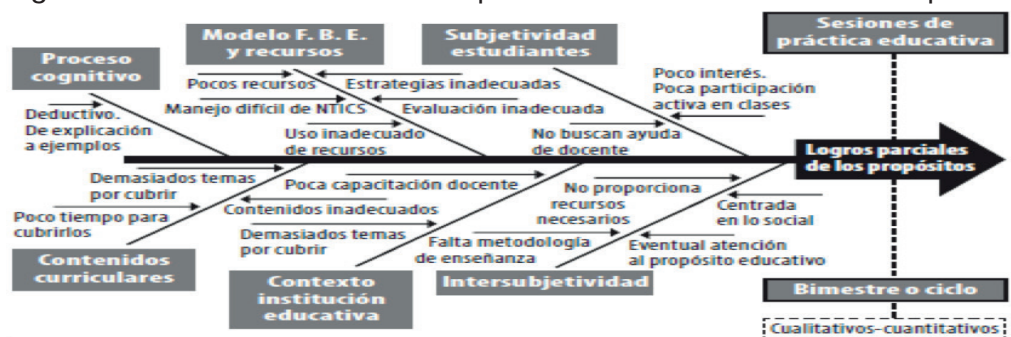 Sesiones de
práctica educativa
Modelo F. B. E.
y recursos
Subjetividad
estudiantes
Proceso
cognitivo
Pocos recursos
Estrategias inadecuadas
Poco interés.
Poca participación
activa en clases
Manejo difícil de NTICS
Evaluación inadecuada
Deductivo.
De explicación
a ejemplos
Uso inadecuado
de recursos
No buscan ayuda
de docente
Logros parciales
de los propósitos
Demasiados temas
por cubrir
Poca capacitación docente
No proporciona
recursos
necesarios
Centrada
en lo social
Poco tiempo para
cubrirlos
Contenidos inadecuados
Demasiados temas
por cubrir
Falta metodología
de enseñanza
Eventual atención
al propósito educativo
Contenidos
curriculares
Contexto
institución
educativa
Intersubjetividad
Bimestre o ciclo
Cualitativos-cuantitativos